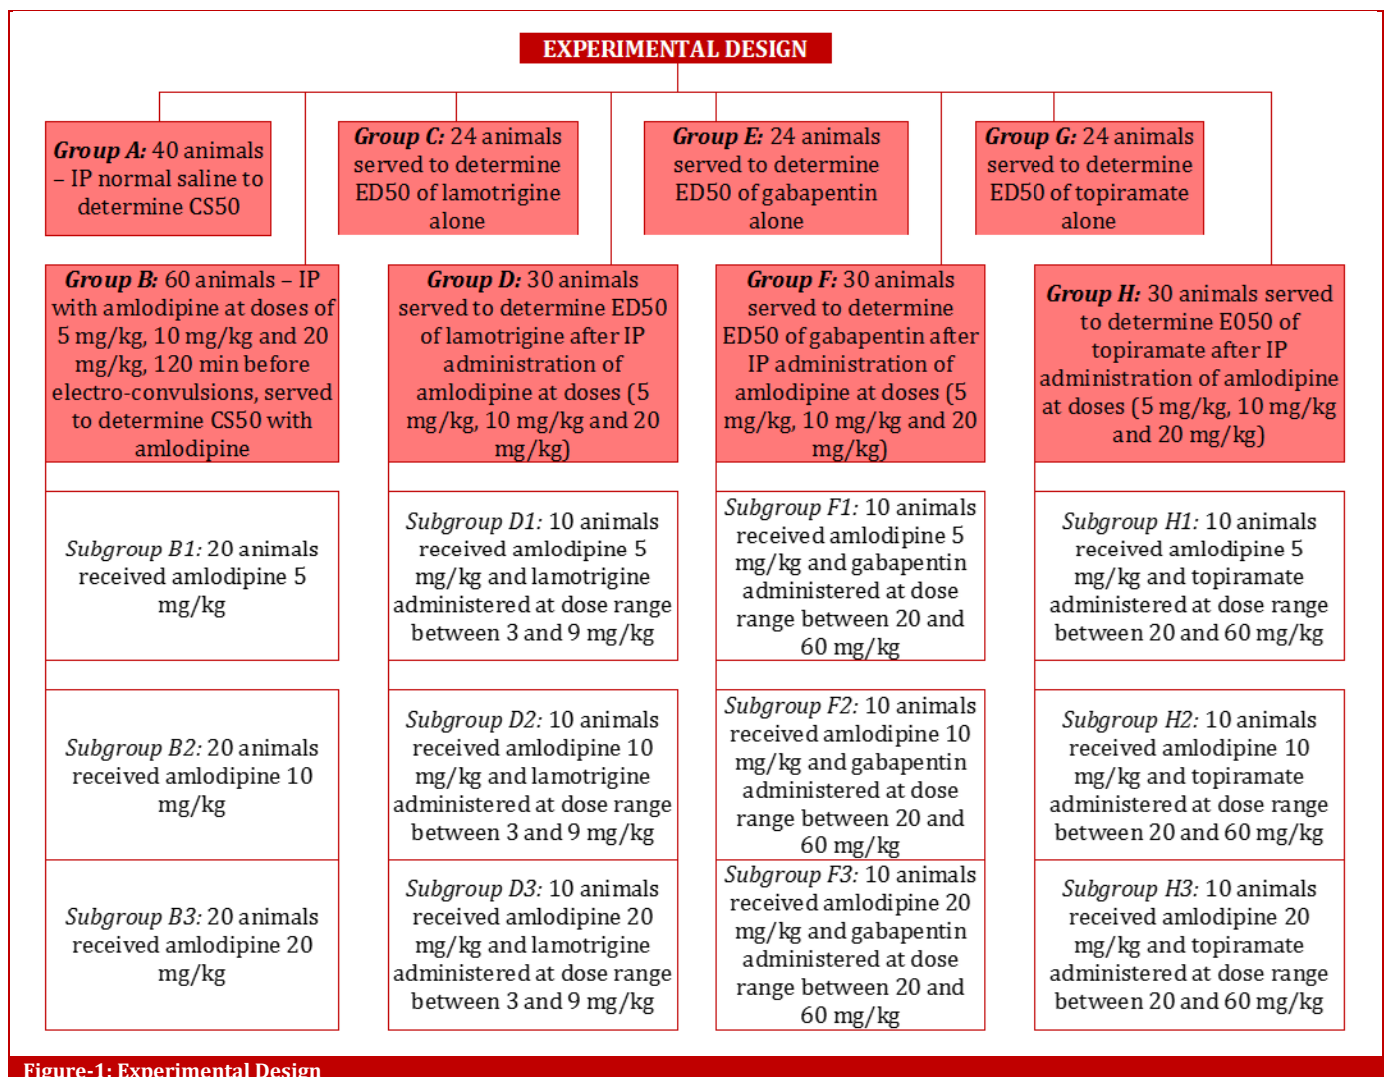 EXPERIMENTAL DESIGN
Group A: 40 animals
– IP normal saline to
determine CS50
Group C: 24 animals
served to determine
ED50 of lamotrigine
alone
Group E: 24 animals
served to determine
ED50 of gabapentin
alone
Group G: 24 animals
served to determine
ED50 of topiramate
alone
Group B: 60 animals – IP
with amlodipine at doses of
5 mg/kg, 10 mg/kg and 20
mg/kg, 120 min before
electro-convulsions, served
to determine CS50 with
amlodipine
Group D: 30 animals
served to determine ED50
of lamotrigine after IP
administration of
amlodipine at doses (5
mg/kg, 10 mg/kg and 20
mg/kg)
Group F: 30 animals
served to determine
ED50 of gabapentin after
IP administration of
amlodipine at doses (5
mg/kg, 10 mg/kg and 20
mg/kg)
Group H: 30 animals served
to determine E050 of
topiramate after IP
administration of amlodipine
at doses (5 mg/kg, 10 mg/kg
and 20 mg/kg)
Subgroup B1: 20 animals
received amlodipine 5
mg/kg
Subgroup D1: 10 animals
received amlodipine 5
mg/kg and lamotrigine
administered at dose range
between 3 and 9 mg/kg
Subgroup F1: 10 animals
received amlodipine 5
mg/kg and gabapentin
administered at dose
range between 20 and
60 mg/kg
Subgroup H1: 10 animals
received amlodipine 5
mg/kg and topiramate
administered at dose range
between 20 and 60 mg/kg
Subgroup B2: 20 animals
received amlodipine 10
mg/kg
Subgroup D2: 10 animals
received amlodipine 10
mg/kg and lamotrigine
administered at dose range
between 3 and 9 mg/kg
Subgroup F2: 10 animals
received amlodipine 10
mg/kg and gabapentin
administered at dose
range between 20 and
60 mg/kg
Subgroup H2: 10 animals
received amlodipine 10
mg/kg and topiramate
administered at dose range
between 20 and 60 mg/kg
Subgroup B3: 20 animals
received amlodipine 20
mg/kg
Subgroup D3: 10 animals
received amlodipine 20
mg/kg and lamotrigine
administered at dose range
between 3 and 9 mg/kg
Subgroup F3: 10 animals
received amlodipine 20
mg/kg and gabapentin
administered at dose
range between 20 and
60 mg/kg
Subgroup H3: 10 animals
received amlodipine 20
mg/kg and topiramate
administered at dose range
between 20 and 60 mg/kg
Figure-1: Experimental Design